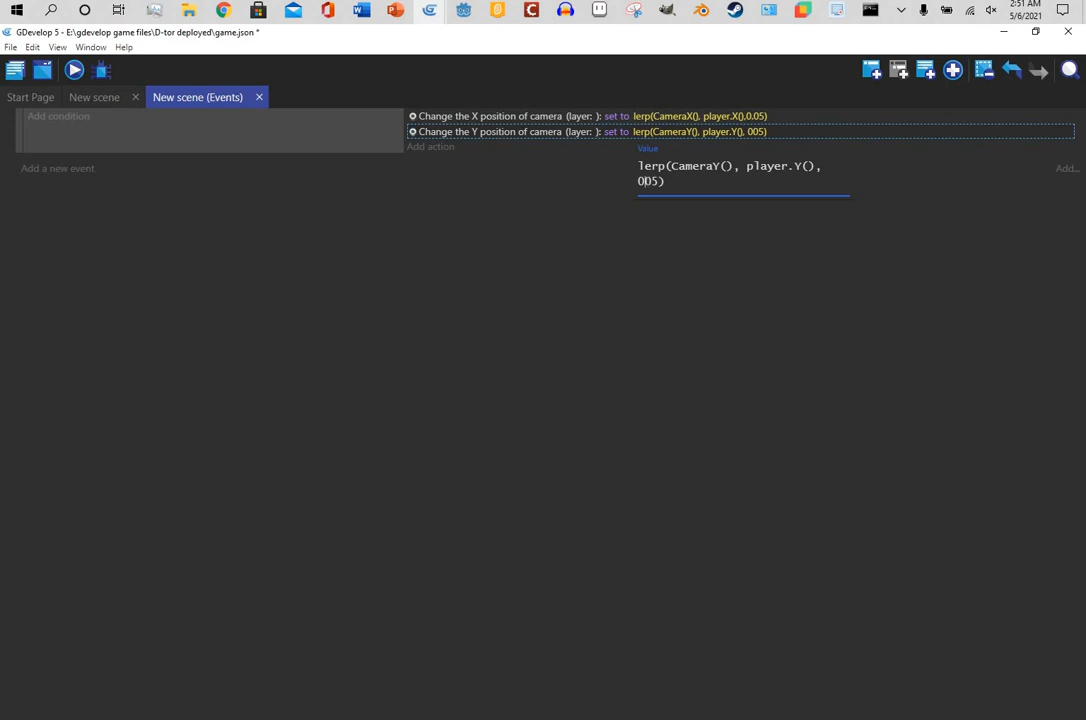 2:51 AM
5/6/2021
GDevelop 5 - E:\gdevelop game files\D-tor deployed\game.json *
File Edit View Window Help
Start Page New scene × New scene (Events) ×
Add condition
Change the X position of camera (layer: ): set to lerp(CameraX(), player.X(),0.05)
Change the Y position of camera (layer: ): set to lerp(CameraY(), player.Y(), 005)
Add action
Value
lerp(CameraY(), player.Y(),
005)
Add a new event
Add...